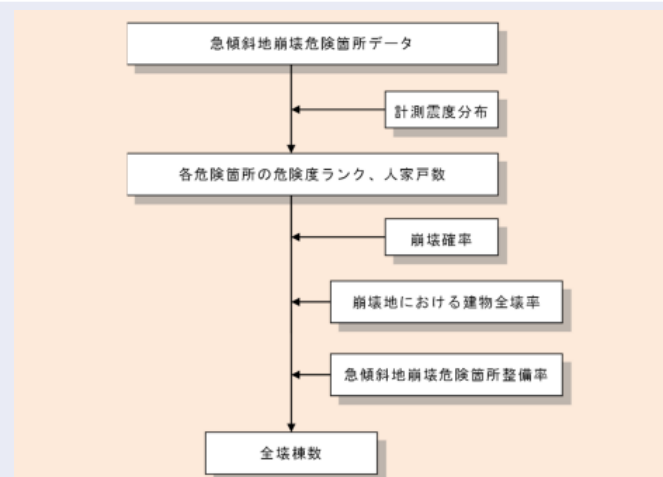 急傾斜地崩壊危険箇所データ
計測震度分布
各危険箇所の危険度ランク、人家戸数
崩壊確率
崩壊地における建物全壊率
急傾斜地崩壊危険箇所整備率
全壊棟数